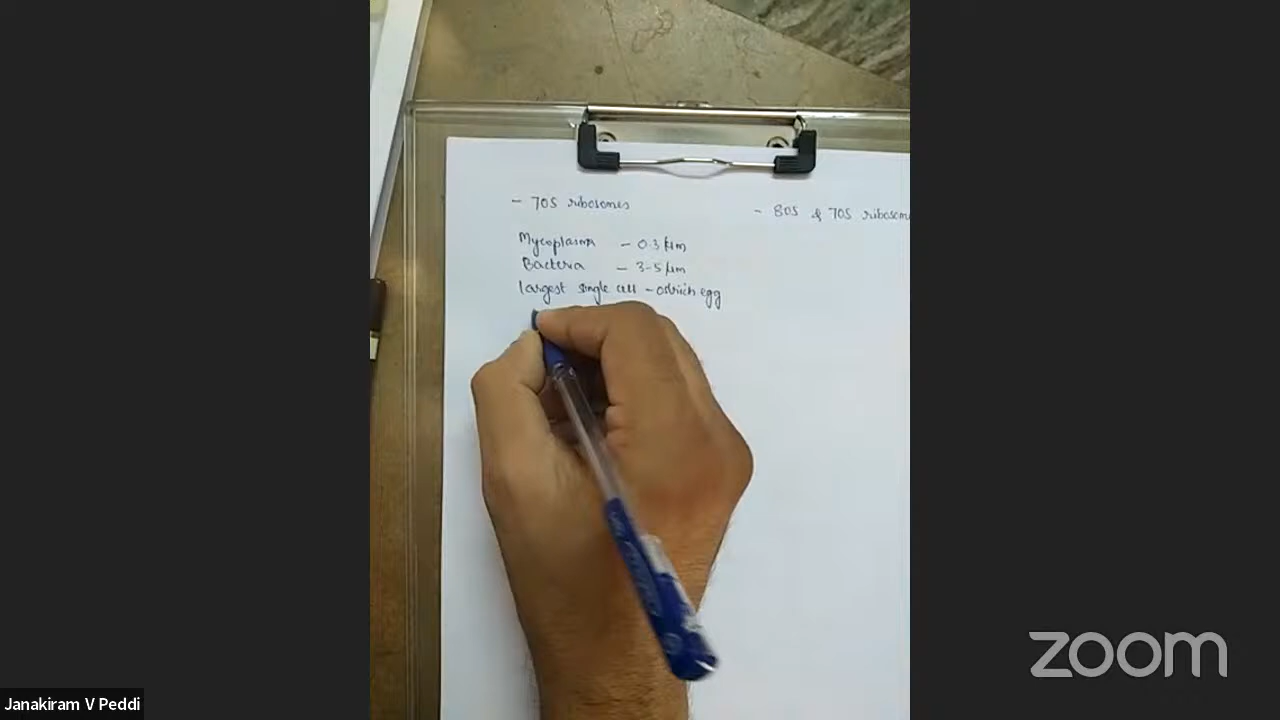 - 70S ribosomes
- 80S & 70S ribosom
Mycoplasma - 0.3 μm
Bacteria - 3-5 μm
largest single cell - ostrich egg
zoom
Janakiram V Peddi